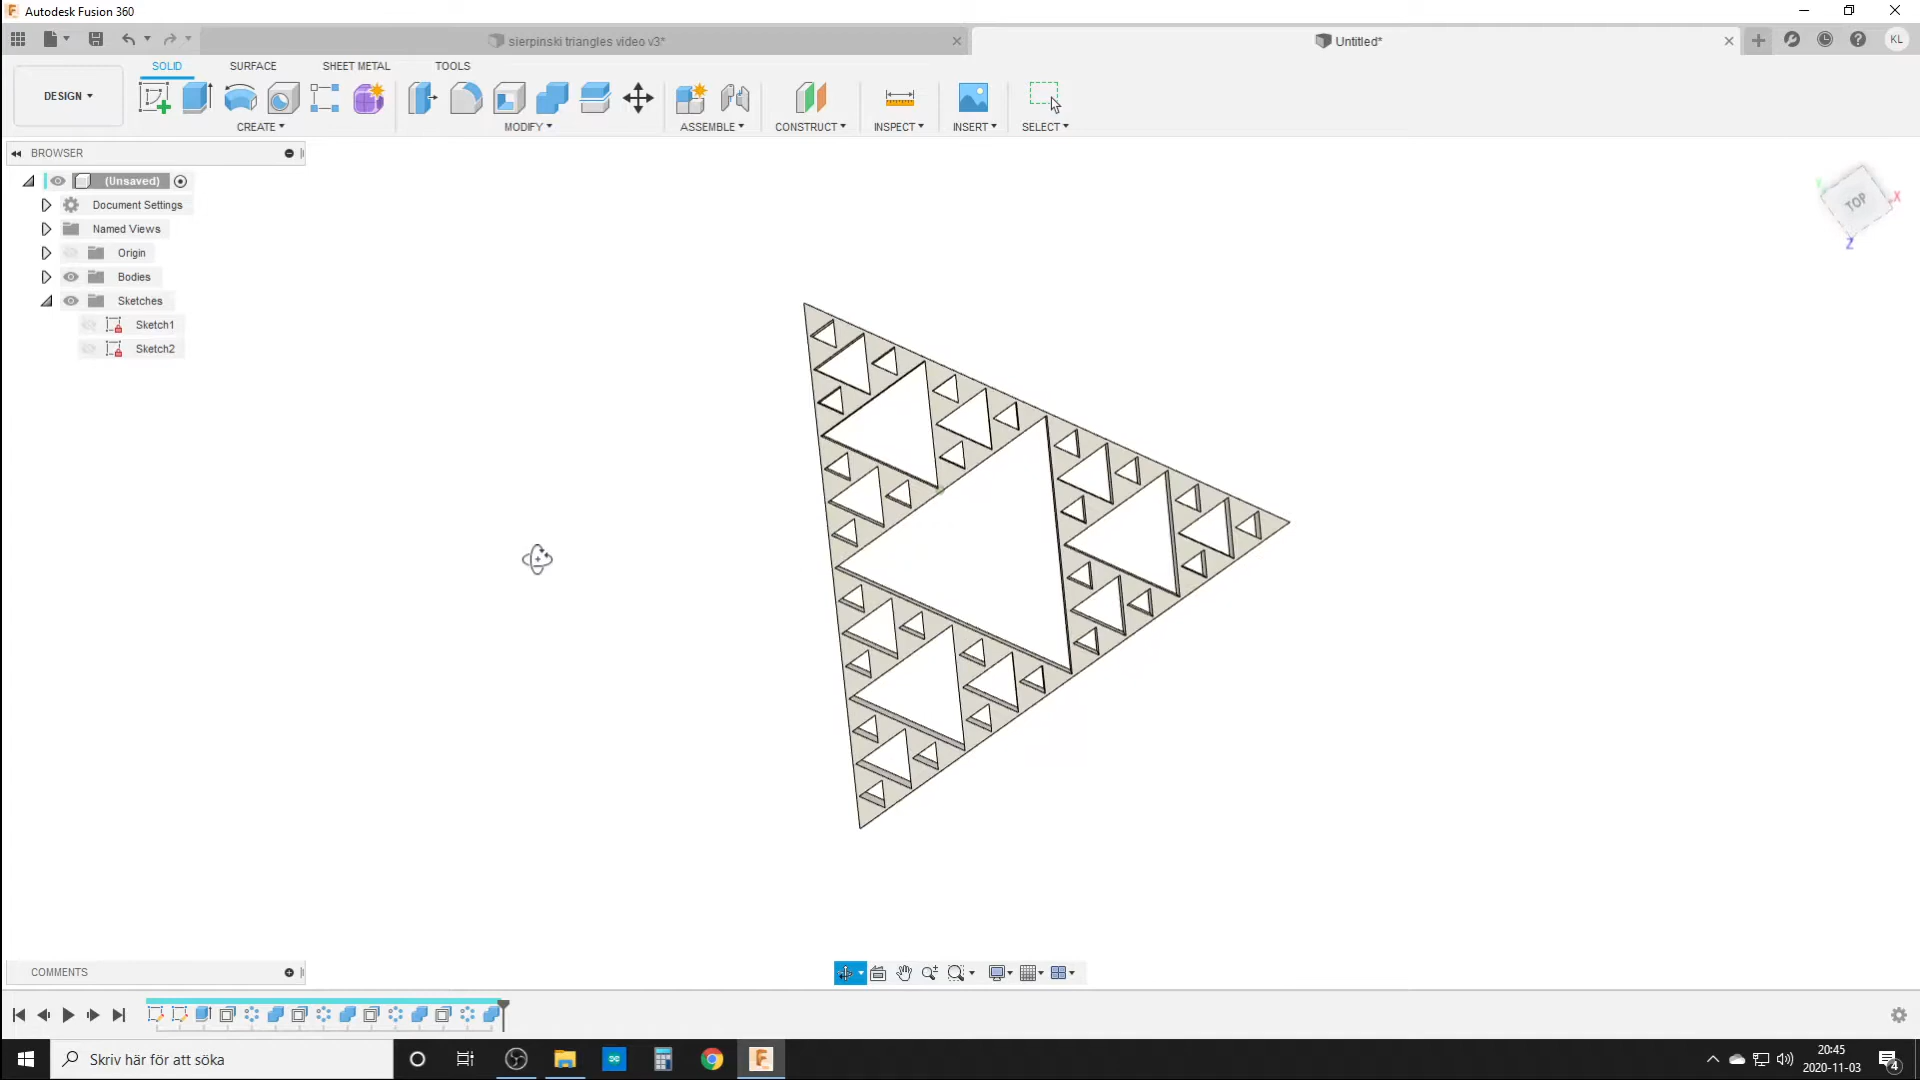 Autodesk Fusion 360
sierpinski triangles video v3*
Untitled*
KL
SOLID
SURFACE
SHEET METAL
TOOLS
DESIGN
CREATE
MODIFY
ASSEMBLE
CONSTRUCT
INSPECT
INSERT
SELECT
BROWSER
(Unsaved)
Document Settings
Named Views
Origin
Bodies
Sketches
Sketch1
Sketch2
TOP
X
Z
COMMENTS
Skriv här för att söka
20:45
2020-11-03
4